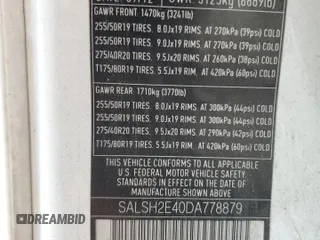 GAWR FRONT: 1470kg (3241lb)
255/50R19 TIRES. 8.0Jx19 RIMS. AT 270kPa (39psi) COLD
255/50R19 TIRES. 9.0Jx19 RIMS. AT 270kPa (39psi) COLD
275/40R20 TIRES. 9.5Jx20 RIMS. AT 260kPa (38psi) COLD
T175/80R19 TIRES. 5.5Jx19 RIM. AT 420kPa (60psi) COLD
GAWR REAR: 1710kg (3770lb)
255/50R19 TIRES. 8.0Jx19 RIMS. AT 300kPa (44psi) COLD
255/50R19 TIRES. 9.0Jx19 RIMS. AT 300kPa (44psi) COLD
275/40R20 TIRES. 9.5Jx20 RIMS. AT 290kPa (42psi) COLD
T175/80R19 TIRES. 5.5Jx19 RIM. AT 420kPa (60psi) COLD
THIS VEHICLE CONFORMS TO ALL APPLICABLE
U.S. FEDERAL MOTOR VEHICLE SAFETY AND
THEFT PREVENTION STANDARDS IN EFFECT ON THE DATE OF
MANUFACTURE SHOWN ABOVE
SALSH2E40DA778879